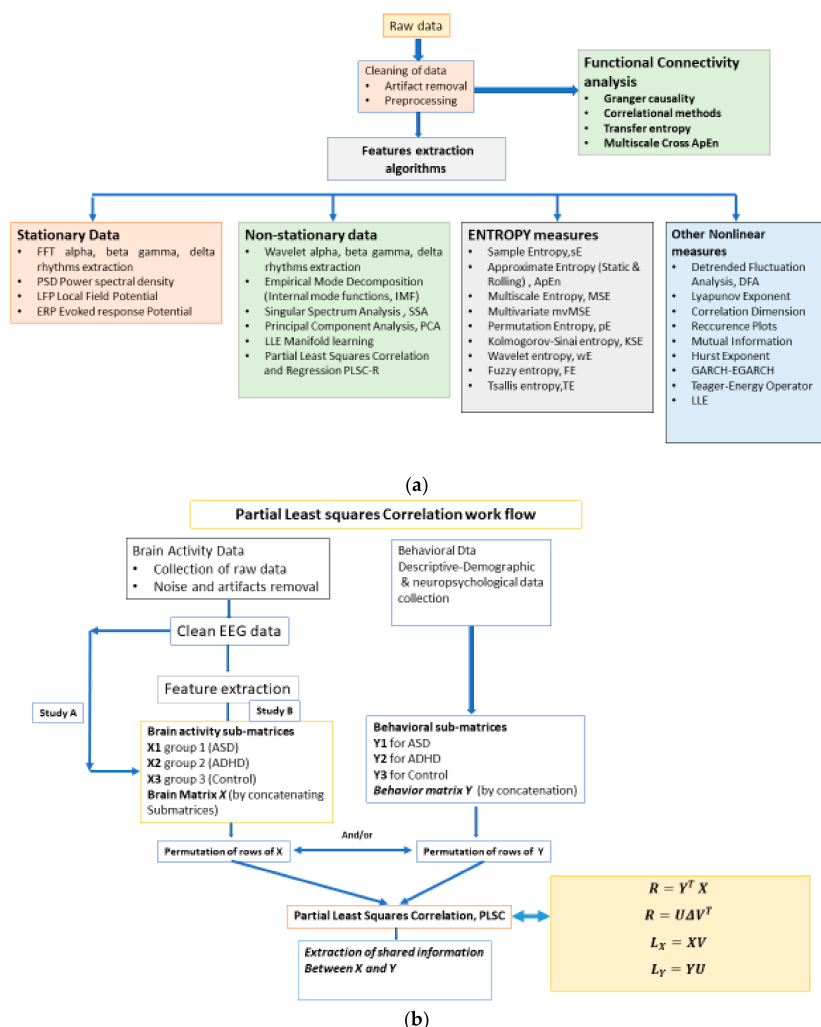 Raw data
Cleaning of data
• Artifact removal
• Preprocessing
Functional Connectivity
analysis
• Granger causality
• Correlational methods
• Transfer entropy
• Multiscale Cross ApEn
Features extraction
algorithms
Stationary Data
• FFT alpha, beta gamma, delta
rhythms extraction
• PSD Power spectral density
• LFP Local Field Potential
• ERP Evoked response Potential
Non-stationary data
• Wavelet alpha, beta gamma, delta
rhythms extraction
• Empirical Mode Decomposition
(Internal mode functions, IMF)
• Singular Spectrum Analysis , SSA
• Principal Component Analysis, PCA
• LLE Manifold learning
• Partial Least Squares Correlation
and Regression PLSC-R
ENTROPY measures
• Sample Entropy,sE
• Approximate Entropy (Static &
Rolling) , ApEn
• Multiscale Entropy, MSE
• Multivariate mvMSE
• Permutation Entropy, pE
• Kolmogorov-Sinai entropy, KSE
• Wavelet entropy, wE
• Fuzzy entropy, FE
• Tsallis entropy,TE
Other Nonlinear
measures
• Detrended Fluctuation
Analysis, DFA
• Lyapunov Exponent
• Correlation Dimension
• Reccurence Plots
• Mutual Information
• Hurst Exponent
• GARCH-EGARCH
• Teager-Energy Operator
• LLE
(a)
Partial Least squares Correlation work flow
Brain Activity Data
• Collection of raw data
• Noise and artifacts removal
Behavioral Dta
Descriptive-Demographic
& neuropsychological data
collection
Clean EEG data
Feature extraction
Study A
Study B
Brain activity sub-matrices
X1 group 1 (ASD)
X2 group 2 (ADHD)
X3 group 3 (Control)
Brain Matrix X (by concatenating
Submatrices)
Behavioral sub-matrices
Y1 for ASD
Y2 for ADHD
Y3 for Control
Behavior matrix Y (by concatenation)
And/or
Permutation of rows of X
Permutation of rows of Y
Partial Least Squares Correlation, PLSC
Extraction of shared information
Between X and Y
R = Y^T X
R = UΔV^T
L_X = XV
L_Y = YU
(b)